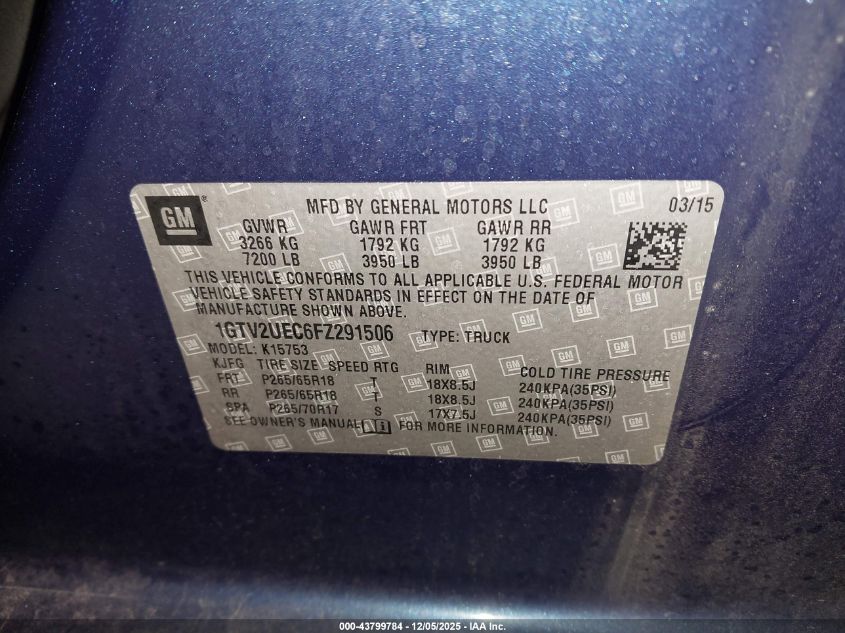 GM
MFD BY GENERAL MOTORS LLC 03/15
GVWR GAWR FRT GAWR RR
3266 KG 1792 KG 1792 KG
7200 LB 3950 LB 3950 LB
THIS VEHICLE CONFORMS TO ALL APPLICABLE U.S. FEDERAL MOTOR
VEHICLE SAFETY STANDARDS IN EFFECT ON THE DATE OF
MANUFACTURE SHOWN ABOVE.
1GTV2UEC6FZ291506 TYPE: TRUCK
MODEL: K15753
KJFG TIRE SIZE SPEED RTG RIM COLD TIRE PRESSURE
FRT P265/65R18 T 18X8.5J 240KPA(35PSI)
RR P265/65R18 T 18X8.5J 240KPA(35PSI)
SPA P265/70R17 S 17X7.5J 240KPA(35PSI)
SEE OWNER'S MANUAL FOR MORE INFORMATION.
000-43799784 - 12/05/2025 - IAA Inc.